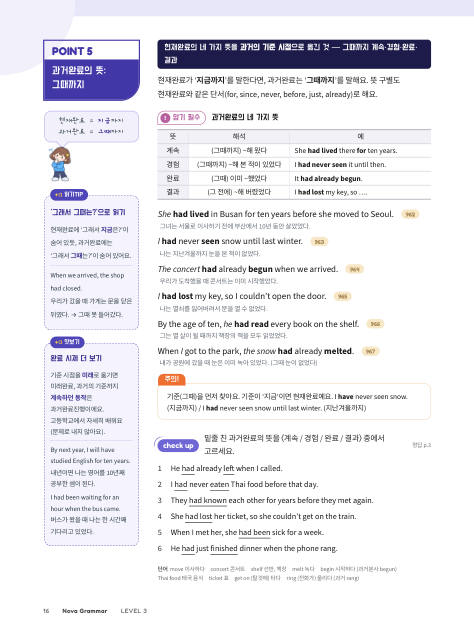 POINT 5
과거완료의 뜻:
그때까지
현재완료 = 지금까지
과거완료 = 그때까지
+α 읽기TIP
'그래서 그때는?'으로 읽기
현재완료에 '그래서 지금은?'이
숨어 있듯, 과거완료에는
'그래서 그때는?'이 숨어 있어요.
When we arrived, the shop
had closed.
우리가 갔을 때 가게는 문을 닫은
뒤였다. → 그때 못 들어갔다.
+α 맛보기
완료 시제 더 보기
기준 시점을 미래로 옮기면
미래완료, 과거의 기준까지
계속하던 동작은
과거완료진행이에요.
고등학교에서 자세히 배워요
(문제로 내지 않아요).
By next year, I will have
studied English for ten years.
내년이면 나는 영어를 10년째
공부한 셈이 된다.
I had been waiting for an
hour when the bus came.
버스가 왔을 때 나는 한 시간째
기다리고 있었다.
현재완료의 네 가지 뜻을 과거의 기준 시점으로 옮긴 것 — 그때까지 계속·경험·완료·
결과
현재완료가 '지금까지'를 말한다면, 과거완료는 '그때까지'를 말해요. 뜻 구별도
현재완료와 같은 단서(for, since, never, before, just, already)로 해요.
! 암기 필수 과거완료의 네 가지 뜻
뜻 해석 예
계속 (그때까지) ~해 왔다 She had lived there for ten years.
경험 (그때까지) ~해 본 적이 있었다 I had never seen it until then.
완료 (그때) 이미 ~했었다 It had already begun.
결과 (그 전에) ~해 버렸었다 I had lost my key, so ….
She had lived in Busan for ten years before she moved to Seoul. 962
그녀는 서울로 이사하기 전에 부산에서 10년 동안 살았었다.
I had never seen snow until last winter. 963
나는 지난겨울까지 눈을 본 적이 없었다.
The concert had already begun when we arrived. 964
우리가 도착했을 때 콘서트는 이미 시작했었다.
I had lost my key, so I couldn't open the door. 965
나는 열쇠를 잃어버려서 문을 열 수 없었다.
By the age of ten, he had read every book on the shelf. 966
그는 열 살이 될 때까지 책장의 책을 모두 읽었었다.
When I got to the park, the snow had already melted. 967
내가 공원에 갔을 때 눈은 이미 녹아 있었다. (그때 눈이 없었다)
주의!
기준(그때)을 먼저 찾아요. 기준이 '지금'이면 현재완료예요. I have never seen snow.
(지금까지) / I had never seen snow until last winter. (지난겨울까지)
check up 밑줄 친 과거완료의 뜻을 (계속 / 경험 / 완료 / 결과) 중에서
고르세요.
정답 p.3
1 He had already left when I called.
2 I had never eaten Thai food before that day.
3 They had known each other for years before they met again.
4 She had lost her ticket, so she couldn't get on the train.
5 When I met her, she had been sick for a week.
6 He had just finished dinner when the phone rang.
단어 move 이사하다 concert 콘서트 shelf 선반, 책장 melt 녹다 begin 시작하다 (과거분사 begun)
Thai food 태국 음식 ticket 표 get on (탈것에) 타다 ring (전화가) 울리다 (과거 rang)
16 Nova Grammar LEVEL 3